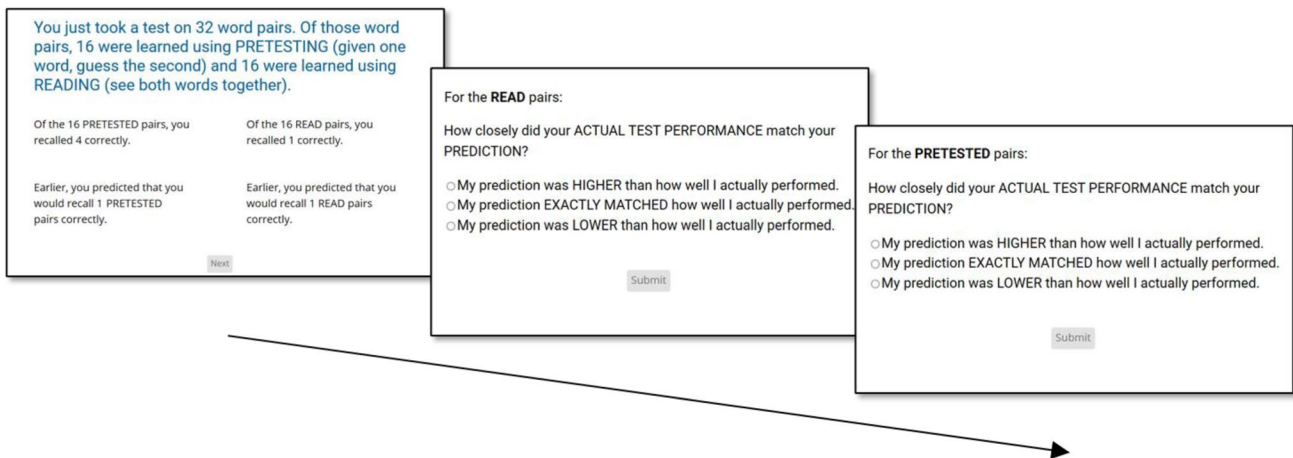 You just took a test on 32 word pairs. Of those word
pairs, 16 were learned using PRETESTING (given one
word, guess the second) and 16 were learned using
READING (see both words together).
Of the 16 PRETESTED pairs, you
recalled 4 correctly.
Of the 16 READ pairs, you
recalled 1 correctly.
Earlier, you predicted that you
would recall 1 PRETESTED
pairs correctly.
Earlier, you predicted that you
would recall 1 READ pairs
correctly.
Next
For the READ pairs:
How closely did your ACTUAL TEST PERFORMANCE match your
PREDICTION?
My prediction was HIGHER than how well I actually performed.
My prediction EXACTLY MATCHED how well I actually performed.
My prediction was LOWER than how well I actually performed.
Submit
For the PRETESTED pairs:
How closely did your ACTUAL TEST PERFORMANCE match your
PREDICTION?
My prediction was HIGHER than how well I actually performed.
My prediction EXACTLY MATCHED how well I actually performed.
My prediction was LOWER than how well I actually performed.
Submit